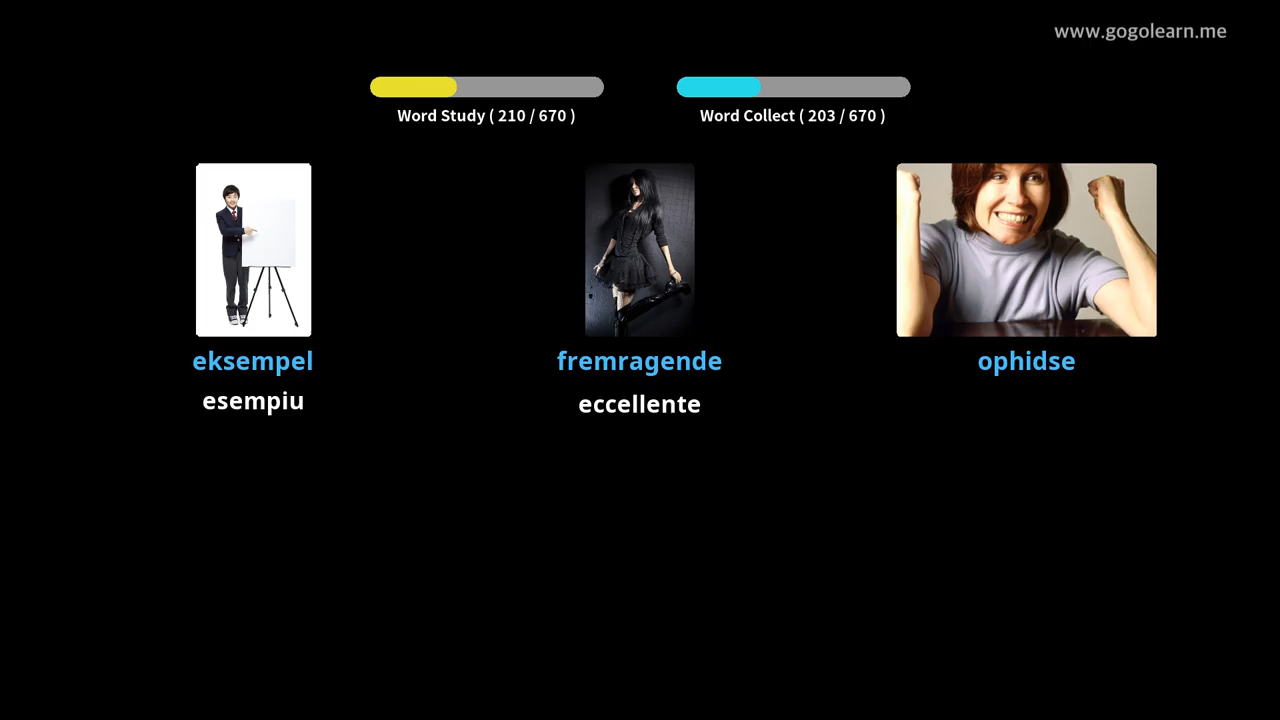 www.gogolearn.me
Word Study ( 210 / 670 )
Word Collect ( 203 / 670 )
eksempel
fremragende
ophidse
esempiu
eccellente